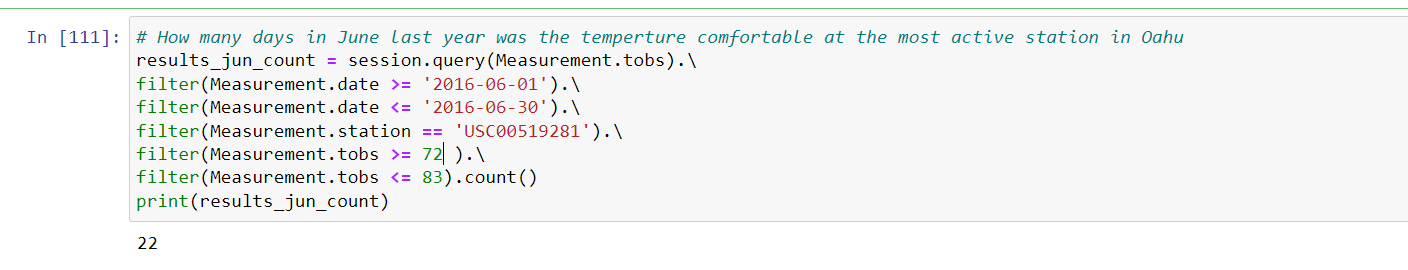 In [111]: # How many days in June last year was the temperture comfortable at the most active station in Oahu
results_jun_count = session.query(Measurement.tobs).\
filter(Measurement.date >= '2016-06-01').\
filter(Measurement.date <= '2016-06-30').\
filter(Measurement.station == 'USC00519281').\
filter(Measurement.tobs >= 72 ).\
filter(Measurement.tobs <= 83).count()
print(results_jun_count)
22